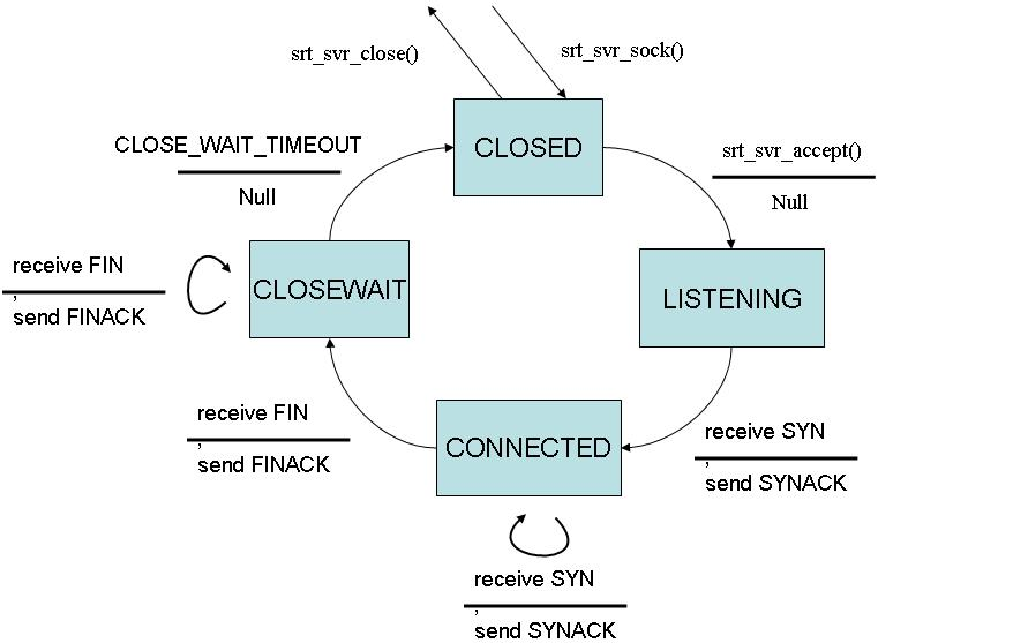 srt_svr_close()
srt_svr_sock()
CLOSED
CLOSE_WAIT_TIMEOUT
Null
srt_svr_accept()
Null
receive FIN
,
send FINACK
CLOSEWAIT
LISTENING
receive FIN
,
send FINACK
CONNECTED
receive SYN
,
send SYNACK
receive SYN
,
send SYNACK